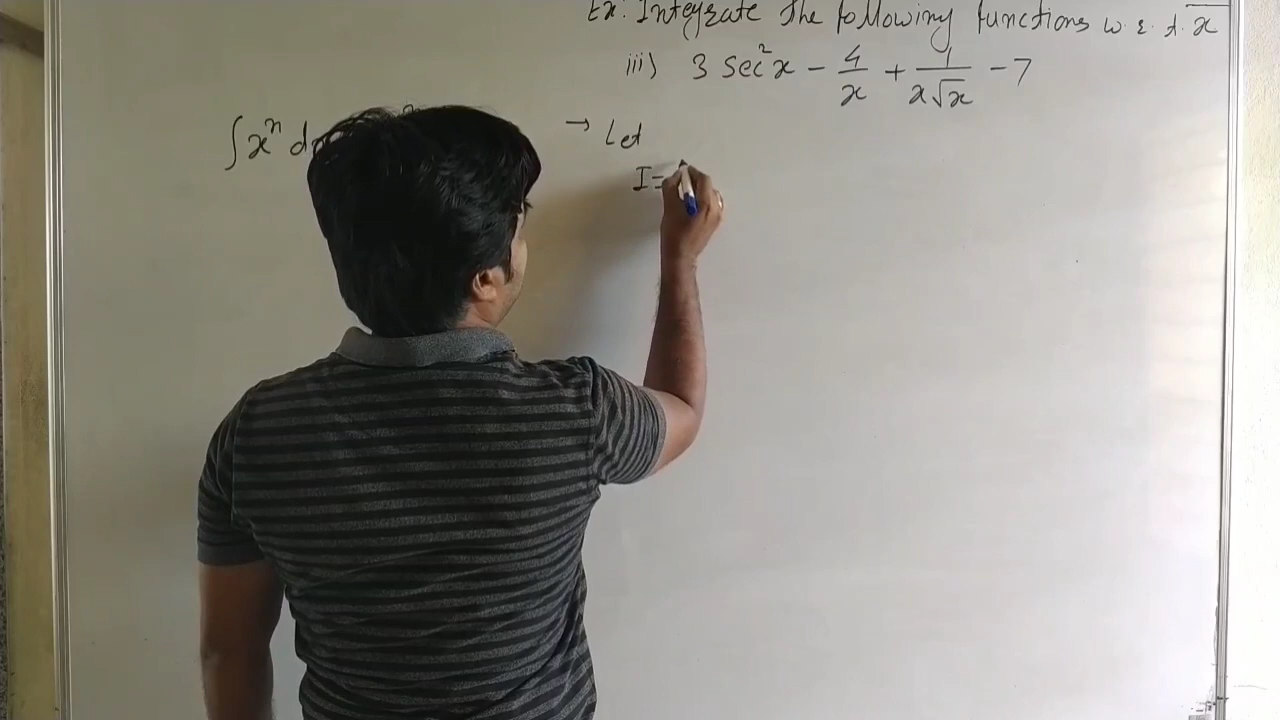 Ex: Integrate the following functions w.r.t. x
iii) 3 sec²x - 4/x + 1/(x√x) - 7
∫xⁿ d
→ Let
I=